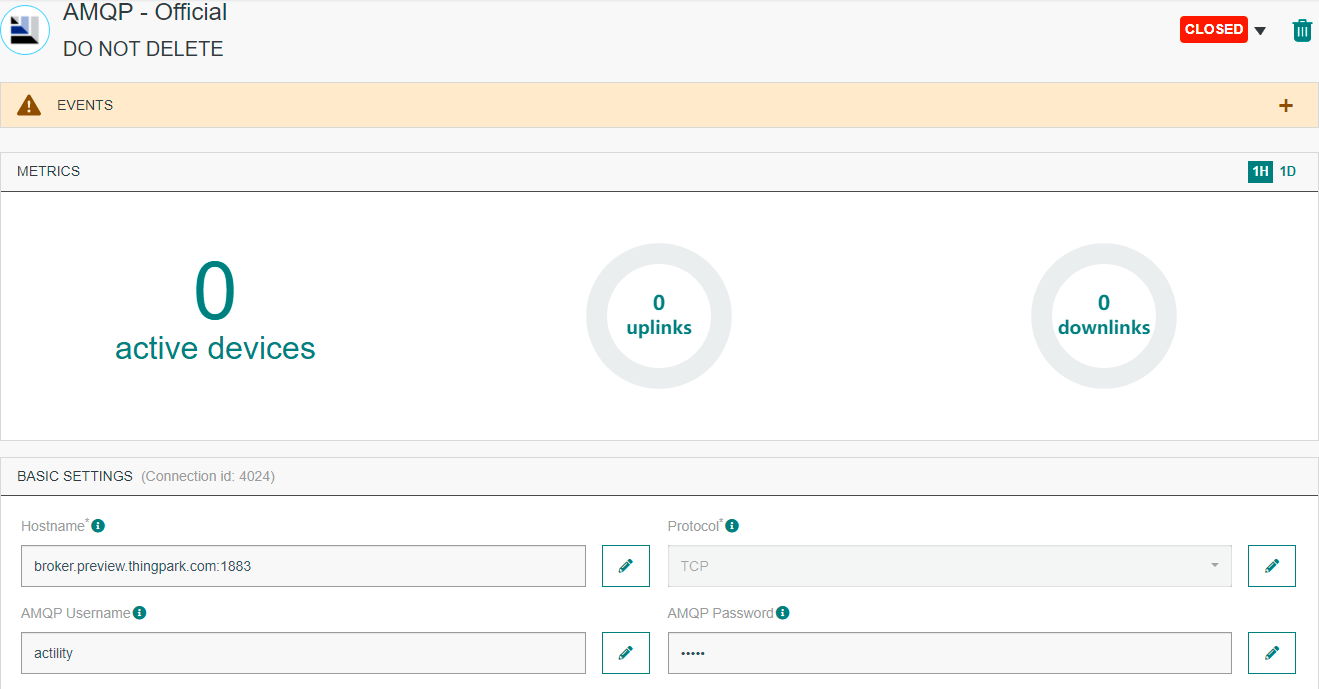 AMQP - Official
DO NOT DELETE
CLOSED
EVENTS
METRICS
1H 1D
0
active devices
0
uplinks
0
downlinks
BASIC SETTINGS (Connection id: 4024)
Hostname*
Protocol*
broker.preview.thingpark.com:1883
TCP
AMQP Username
AMQP Password
actility
•••••